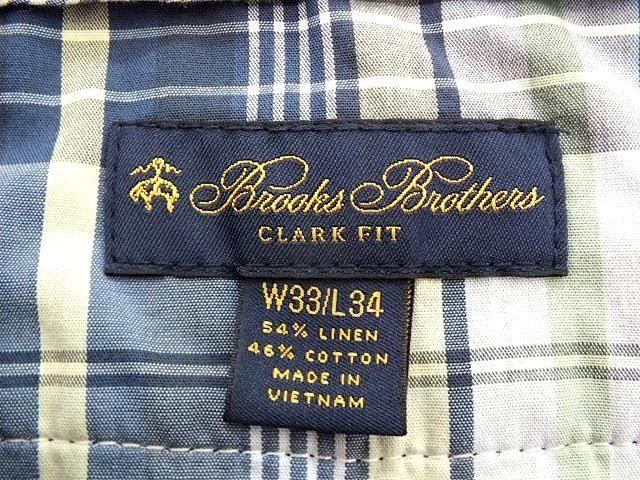 Brooks Brothers
CLARK FIT
W33/L34
54% LINEN
46% COTTON
MADE IN
VIETNAM